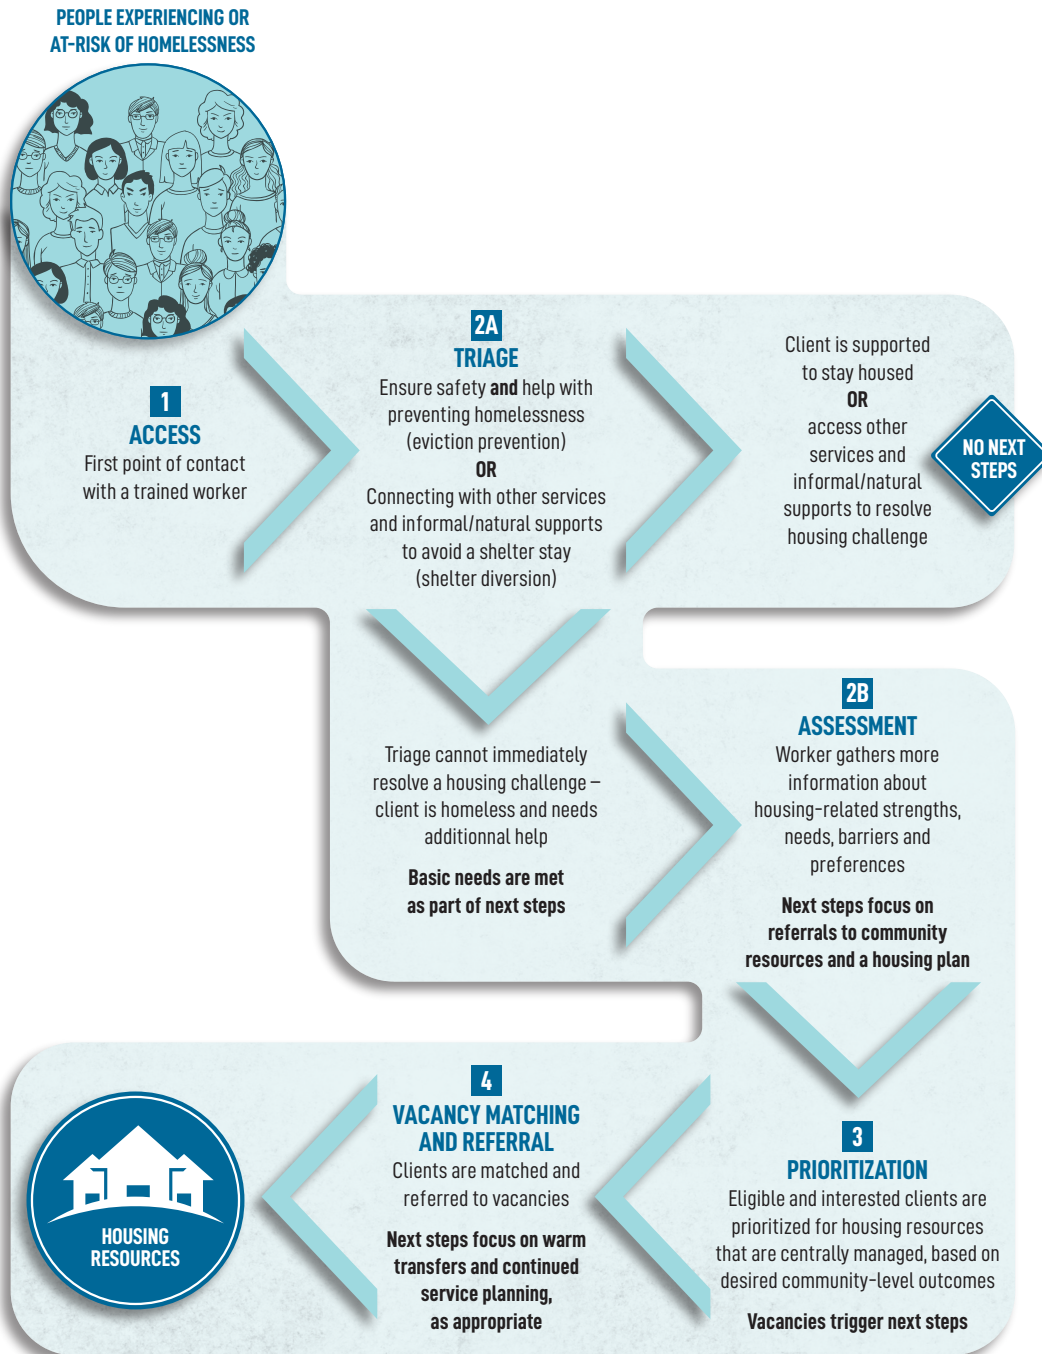 PEOPLE EXPERIENCING OR
AT-RISK OF HOMELESSNESS
1
ACCESS
First point of contact
with a trained worker
2A
TRIAGE
Ensure safety and help with
preventing homelessness
(eviction prevention)
OR
Connecting with other services
and informal/natural supports
to avoid a shelter stay
(shelter diversion)
Client is supported
to stay housed
OR
access other
services and
informal/natural
supports to resolve
housing challenge
NO NEXT
STEPS
Triage cannot immediately
resolve a housing challenge –
client is homeless and needs
additionnal help
Basic needs are met
as part of next steps
2B
ASSESSMENT
Worker gathers more
information about
housing-related strengths,
needs, barriers and
preferences
Next steps focus on
referrals to community
resources and a housing plan
3
PRIORITIZATION
Eligible and interested clients are
prioritized for housing resources
that are centrally managed, based on
desired community-level outcomes
Vacancies trigger next steps
4
VACANCY MATCHING
AND REFERRAL
Clients are matched and
referred to vacancies
Next steps focus on warm
transfers and continued
service planning,
as appropriate
HOUSING
RESOURCES